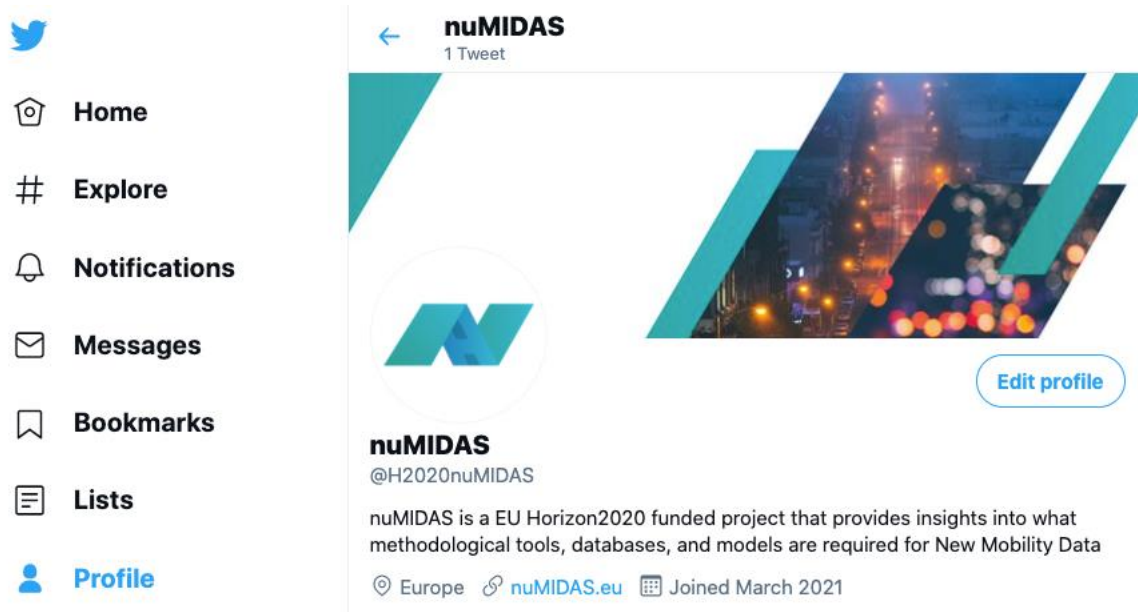 nuMIDAS
1 Tweet
Home
Explore
Notifications
Messages
Bookmarks
Lists
Profile
Edit profile
nuMIDAS
@H2020nuMIDAS
nuMIDAS is a EU Horizon2020 funded project that provides insights into what
methodological tools, databases, and models are required for New Mobility Data
Europe nuMIDAS.eu Joined March 2021